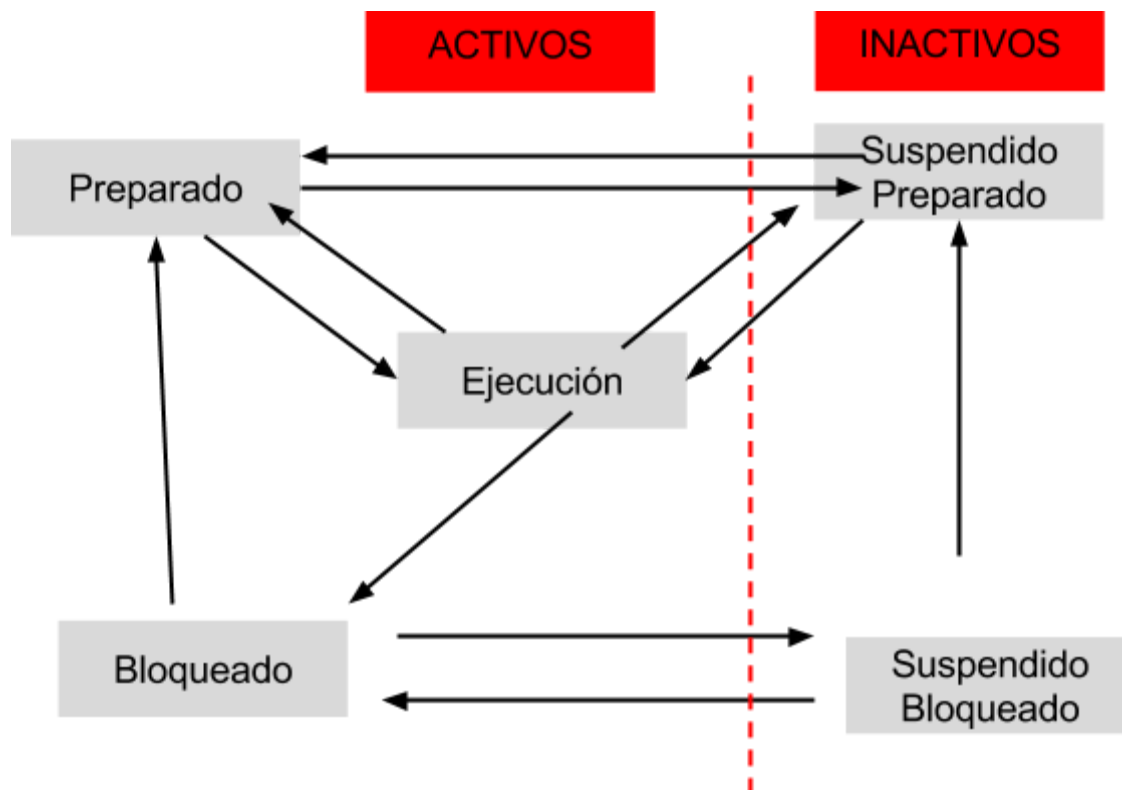 ACTIVOS
INACTIVOS
Preparado
Suspendido
Preparado
Ejecución
Bloqueado
Suspendido
Bloqueado